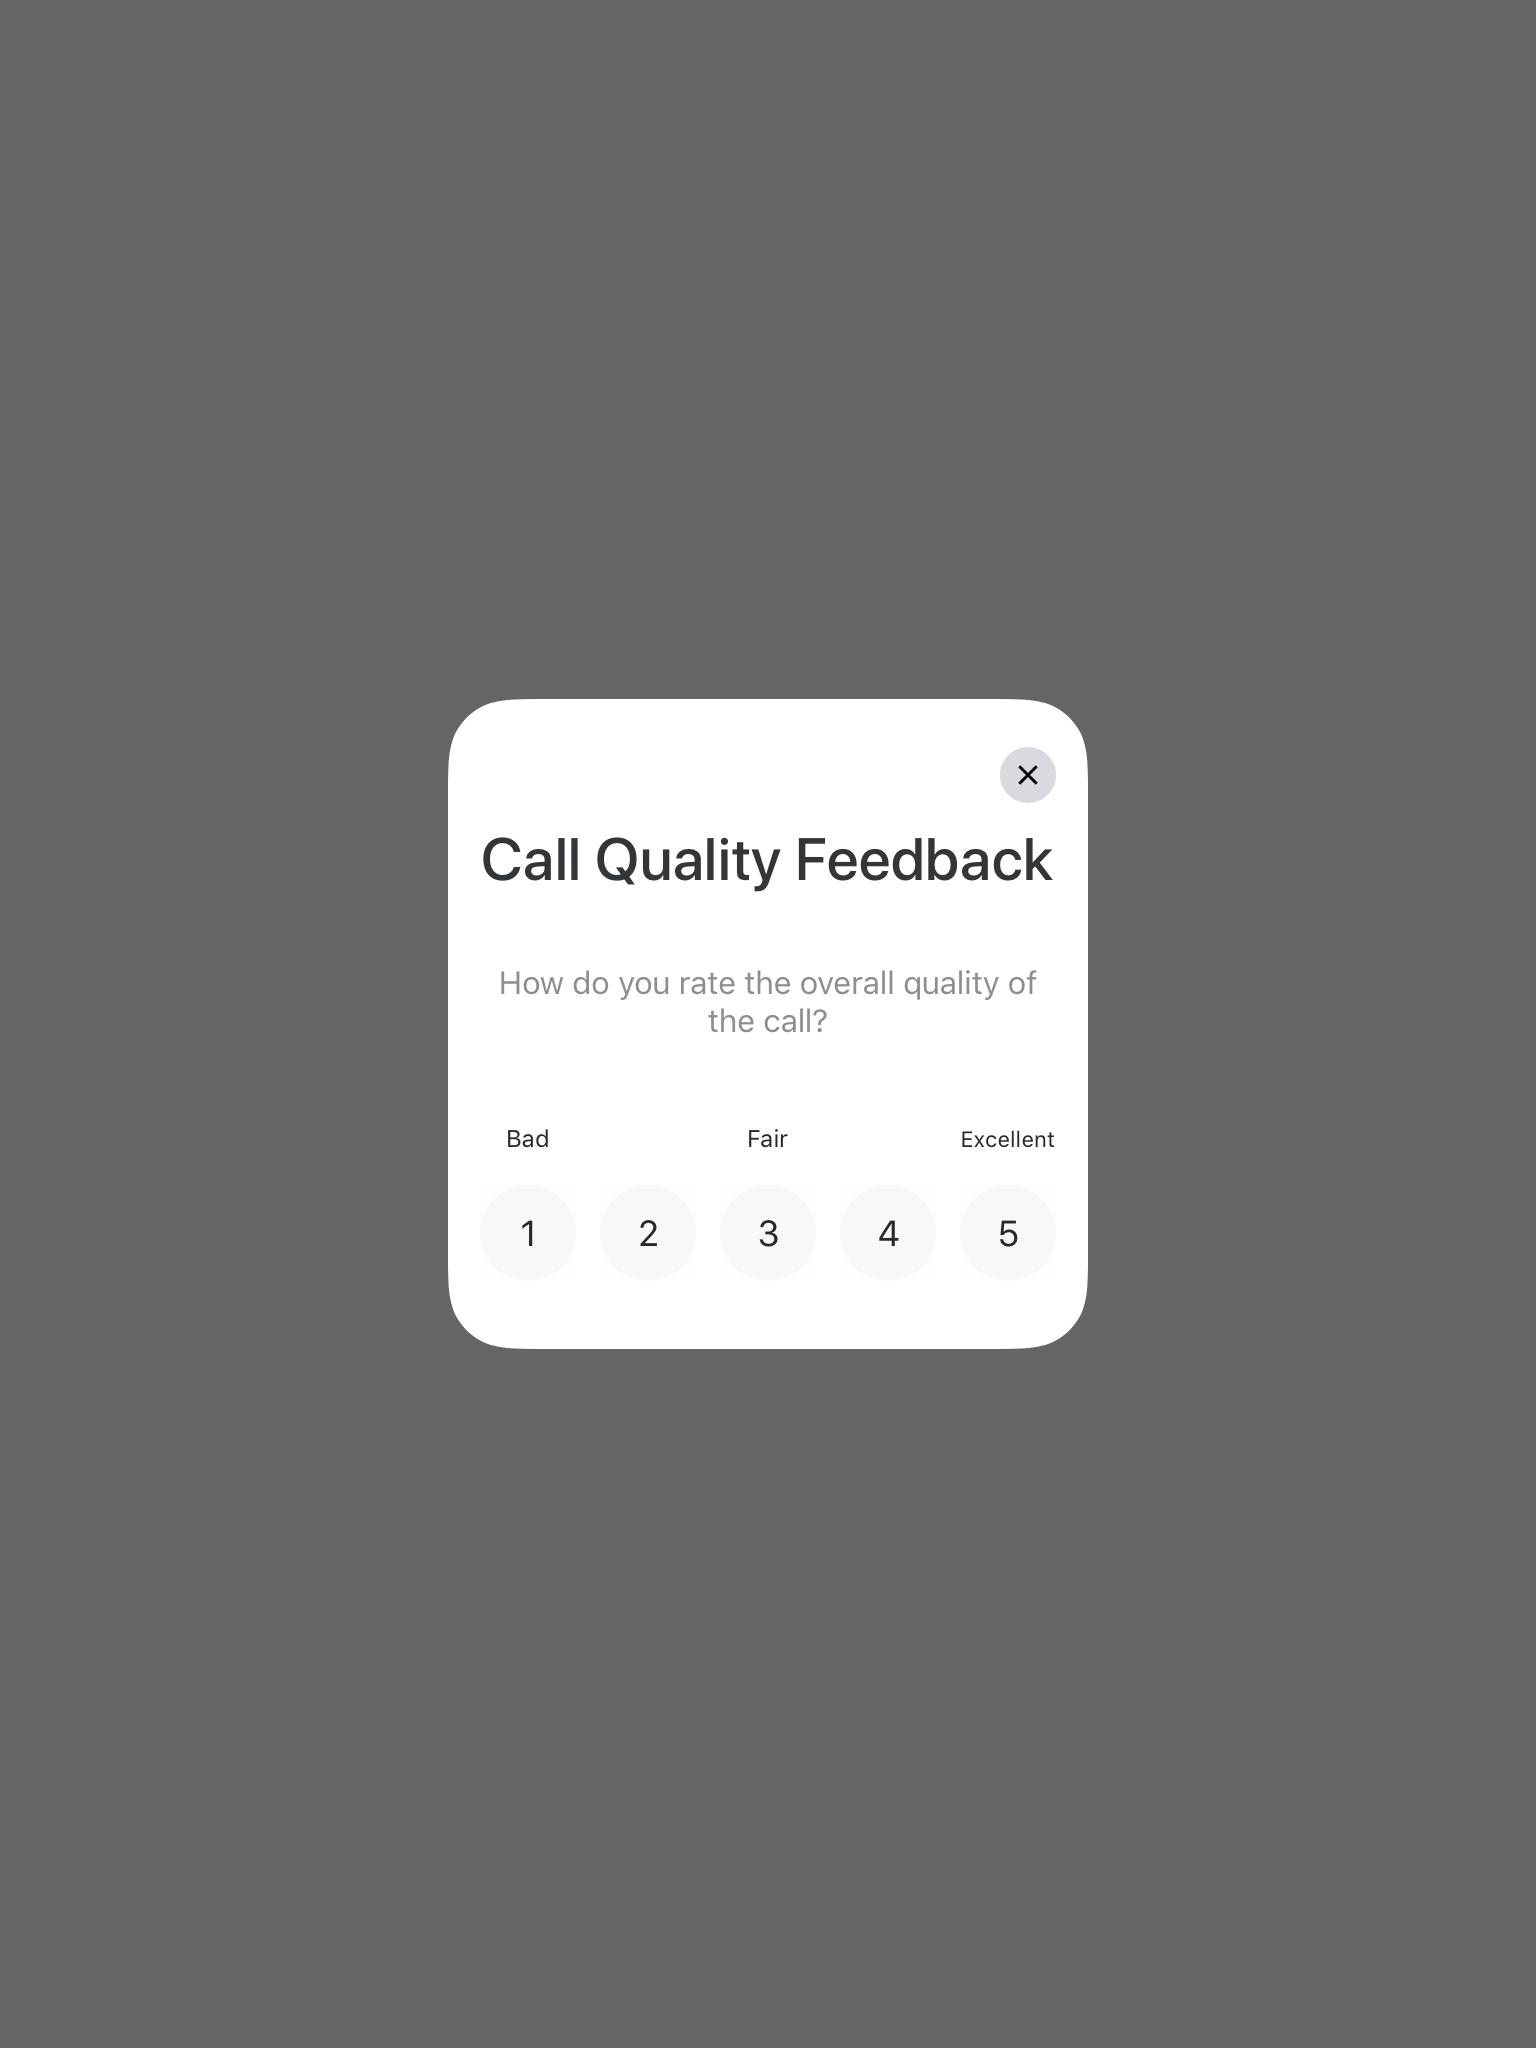 Call Quality Feedback
How do you rate the overall quality of
the call?
Bad Fair Excellent
1 2 3 4 5